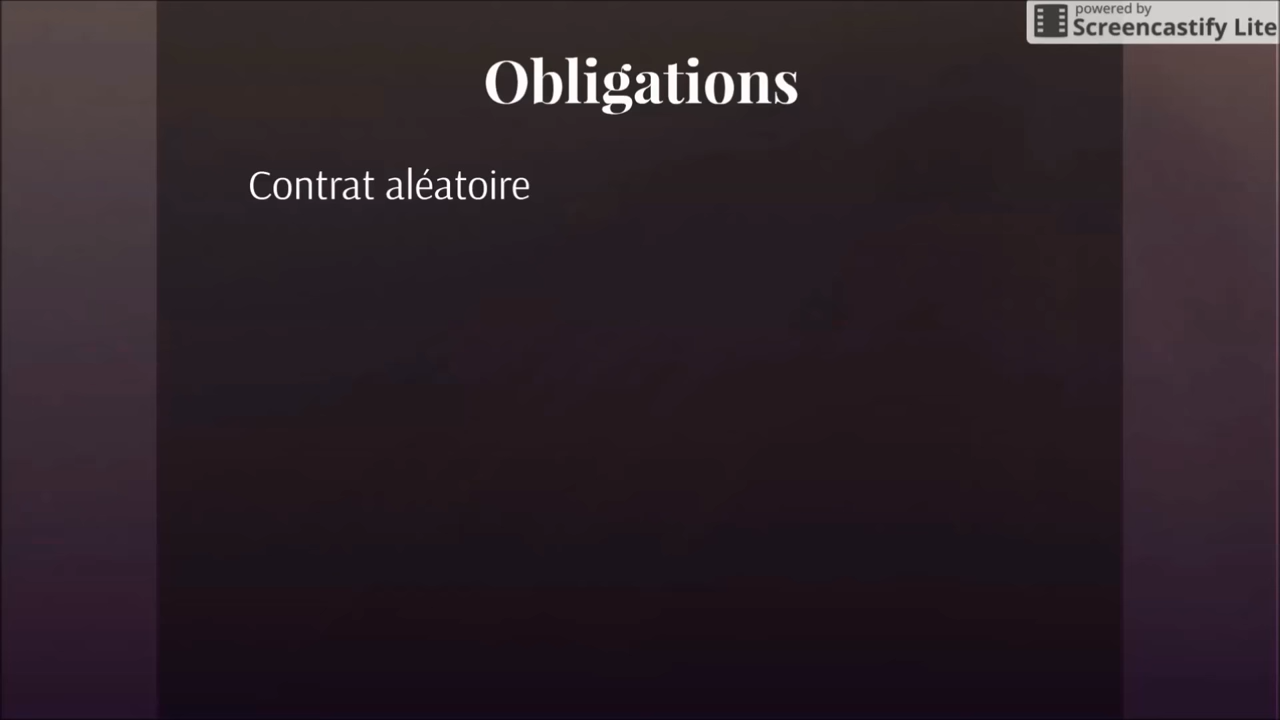 powered by
Screencastify Lite
Obligations
Contrat aléatoire